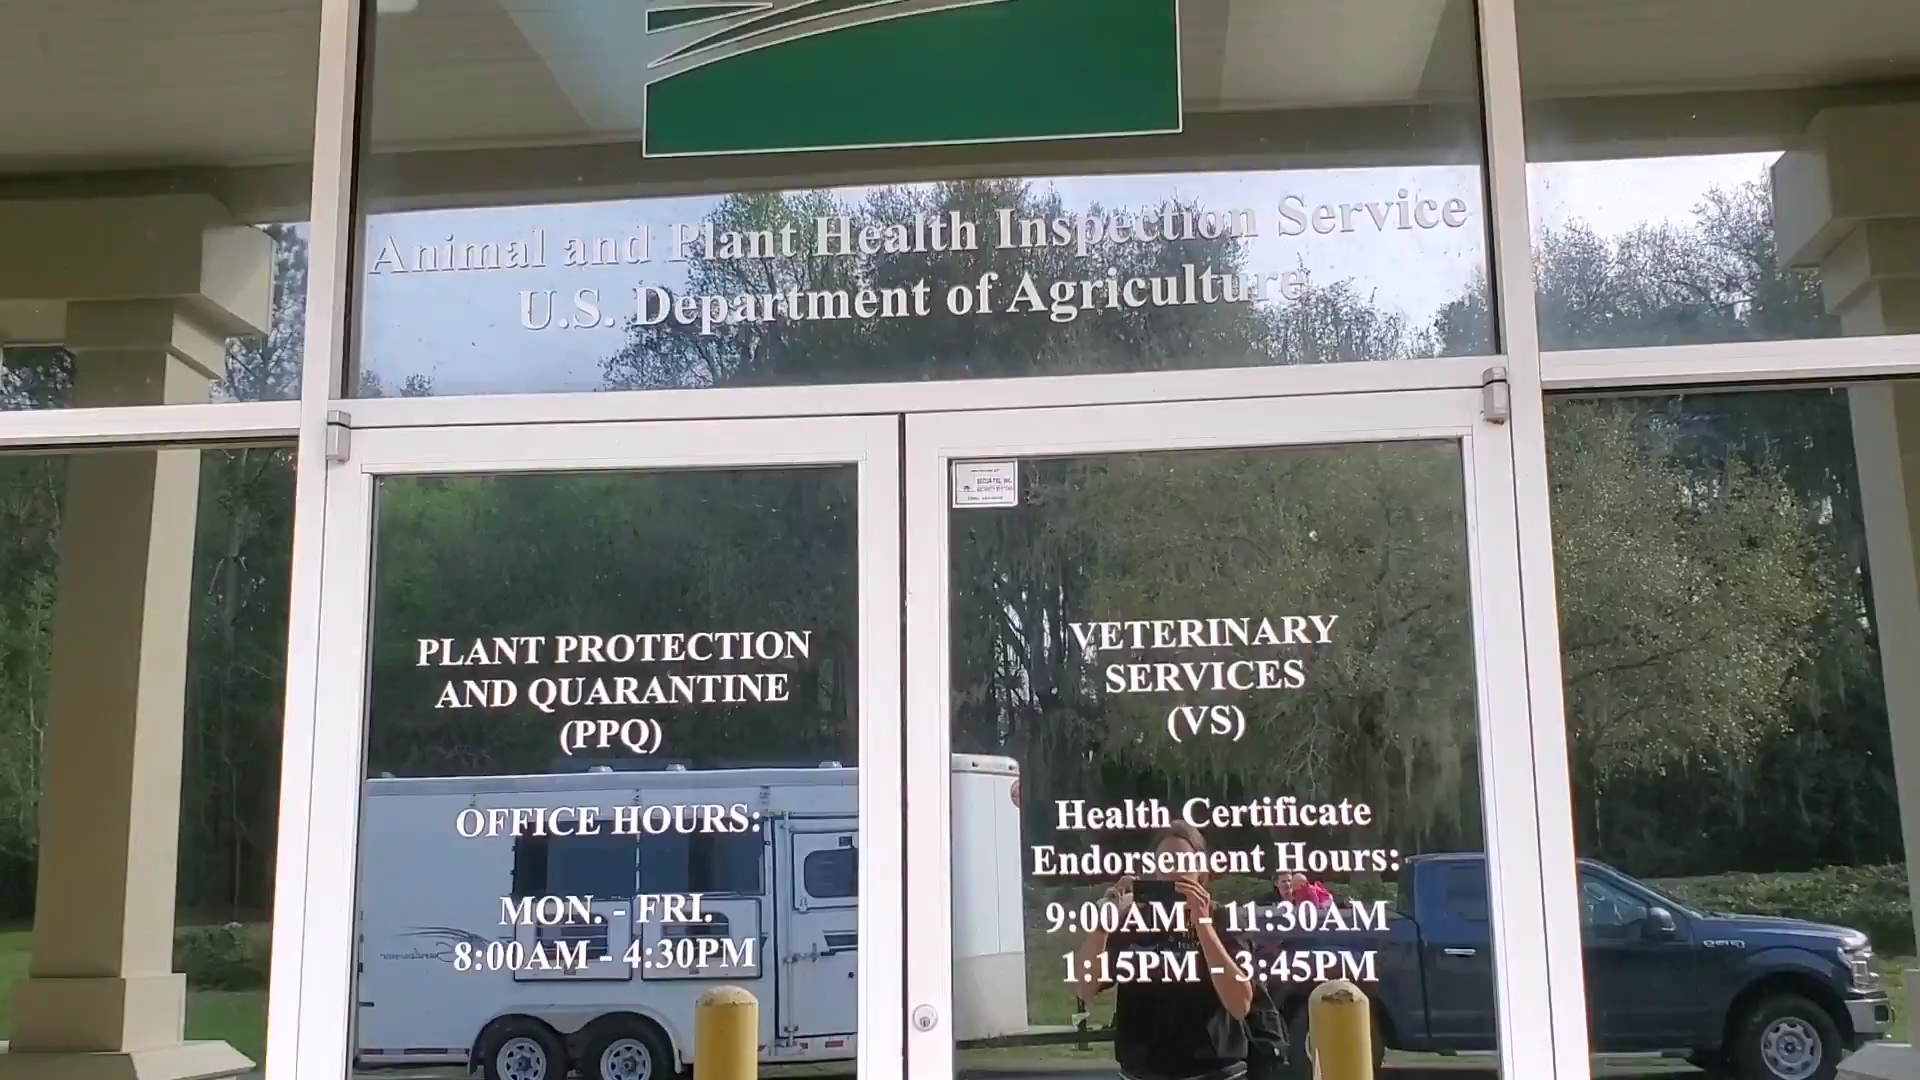 Animal and Plant Health Inspection Service
U.S. Department of Agriculture
PLANT PROTECTION
AND QUARANTINE
(PPQ)
OFFICE HOURS:
MON. - FRI.
8:00AM - 4:30PM
VETERINARY
SERVICES
(VS)
Health Certificate
Endorsement Hours:
9:00AM - 11:30AM
1:15PM - 3:45PM